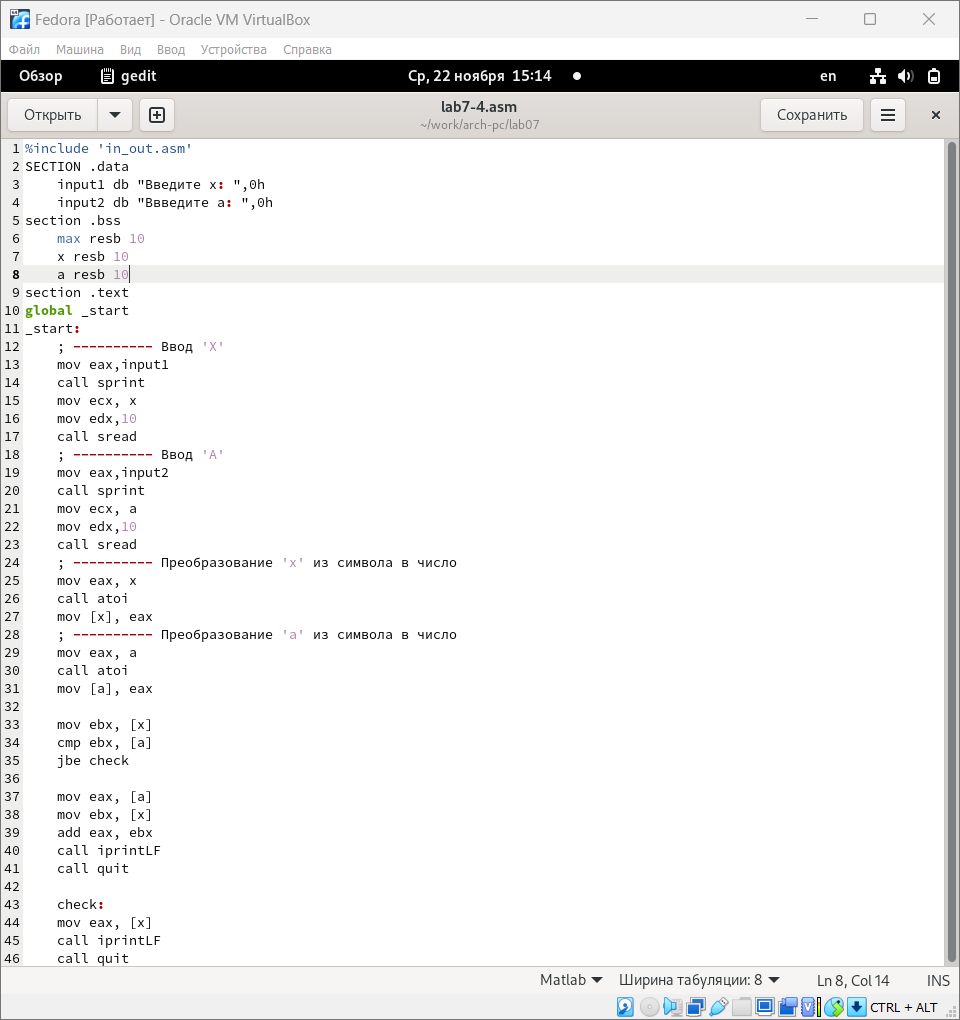 Fedora [Работает] - Oracle VM VirtualBox
Файл Машина Вид Ввод Устройства Справка
Обзор gedit Ср, 22 ноября 15:14 en
Открыть lab7-4.asm Сохранить
~/work/arch-pc/lab07
1 %include 'in_out.asm'
2 SECTION .data
3 input1 db "Введите x: ",0h
4 input2 db "Ввведите a: ",0h
5 section .bss
6 max resb 10
7 x resb 10
8 a resb 10
9 section .text
10 global _start
11 _start:
12 ; ---------- Ввод 'X'
13 mov eax,input1
14 call sprint
15 mov ecx, x
16 mov edx,10
17 call sread
18 ; ---------- Ввод 'A'
19 mov eax,input2
20 call sprint
21 mov ecx, a
22 mov edx,10
23 call sread
24 ; ---------- Преобразование 'x' из символа в число
25 mov eax, x
26 call atoi
27 mov [x], eax
28 ; ---------- Преобразование 'a' из символа в число
29 mov eax, a
30 call atoi
31 mov [a], eax
32
33 mov ebx, [x]
34 cmp ebx, [a]
35 jbe check
36
37 mov eax, [a]
38 mov ebx, [x]
39 add eax, ebx
40 call iprintLF
41 call quit
42
43 check:
44 mov eax, [x]
45 call iprintLF
46 call quit
Matlab Ширина табуляции: 8 Ln 8, Col 14 INS
CTRL + ALT